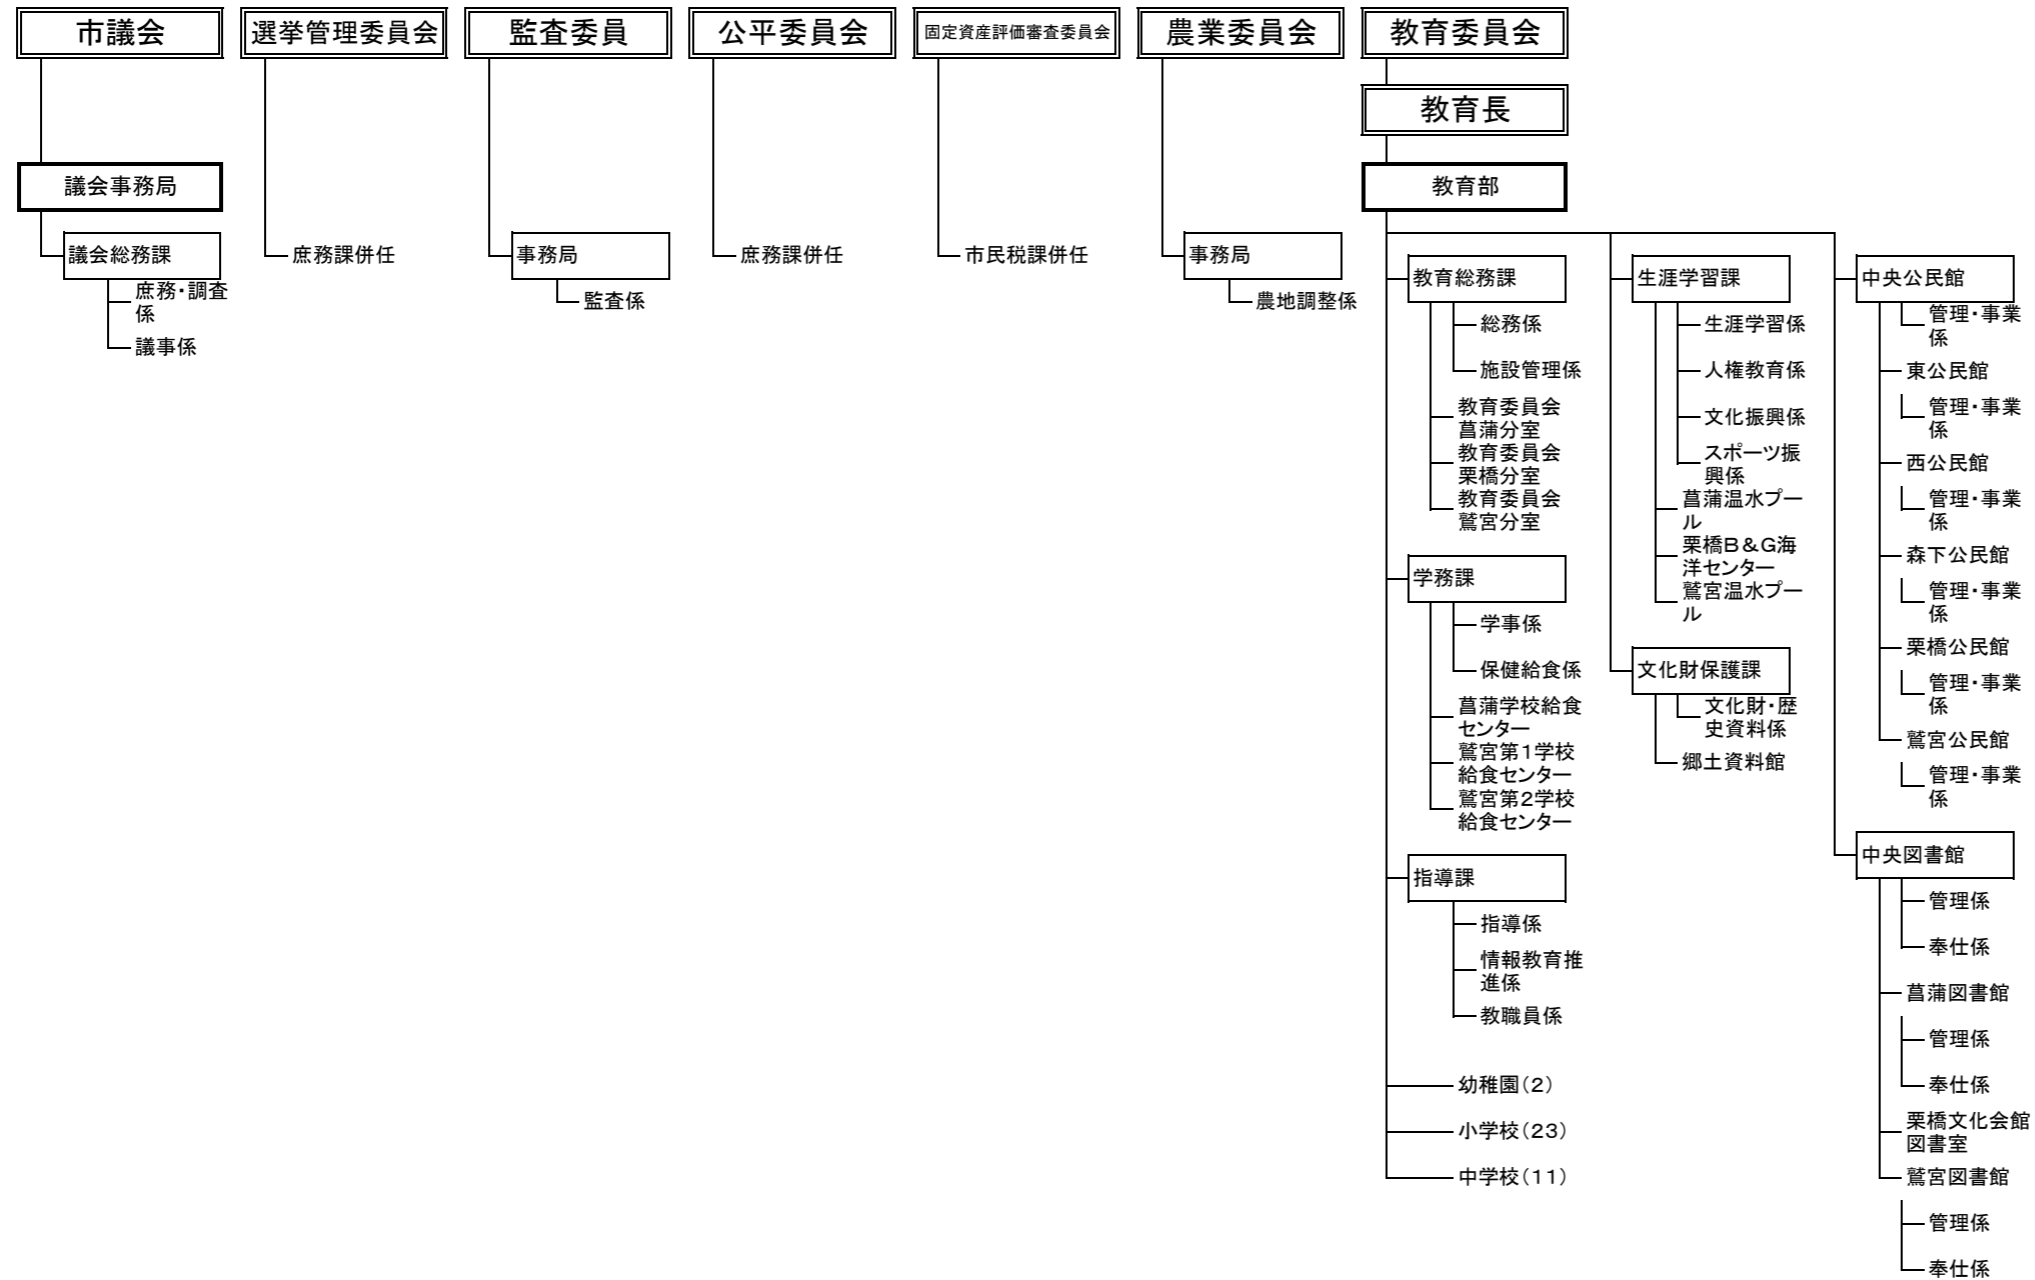 市議会
選挙管理委員会
監査委員
公平委員会
固定資産評価審査委員会
農業委員会
教育委員会
教育長
議会事務局
教育部
議会総務課
庶務・調査
係
議事係
庶務課併任
事務局
監査係
庶務課併任
市民税課併任
事務局
農地調整係
教育総務課
総務係
施設管理係
教育委員会
菖蒲分室
教育委員会
栗橋分室
教育委員会
鷲宮分室
学務課
学事係
保健給食係
菖蒲学校給食
センター
鷲宮第1学校
給食センター
鷲宮第2学校
給食センター
指導課
指導係
情報教育推
進係
教職員係
幼稚園(2)
小学校(23)
中学校(11)
生涯学習課
生涯学習係
人権教育係
文化振興係
スポーツ振
興係
菖蒲温水プー
ル
栗橋B&G海
洋センター
鷲宮温水プー
ル
文化財保護課
文化財・歴
史資料係
郷土資料館
中央公民館
管理・事業
係
東公民館
管理・事業
係
西公民館
管理・事業
係
森下公民館
管理・事業
係
栗橋公民館
管理・事業
係
鷲宮公民館
管理・事業
係
中央図書館
管理係
奉仕係
菖蒲図書館
管理係
奉仕係
栗橋文化会館
図書室
鷲宮図書館
管理係
奉仕係